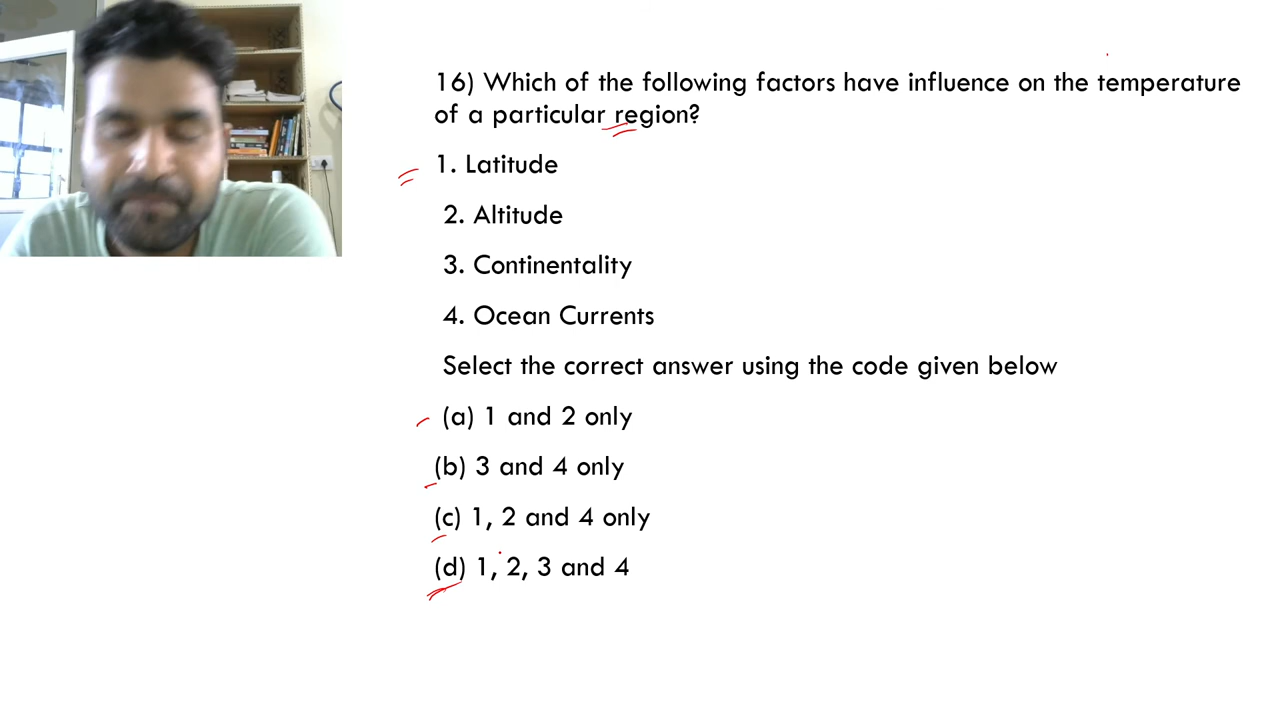 16) Which of the following factors have influence on the temperature
of a particular region?
1. Latitude
2. Altitude
3. Continentality
4. Ocean Currents
Select the correct answer using the code given below
(a) 1 and 2 only
(b) 3 and 4 only
(c) 1, 2 and 4 only
(d) 1, 2, 3 and 4